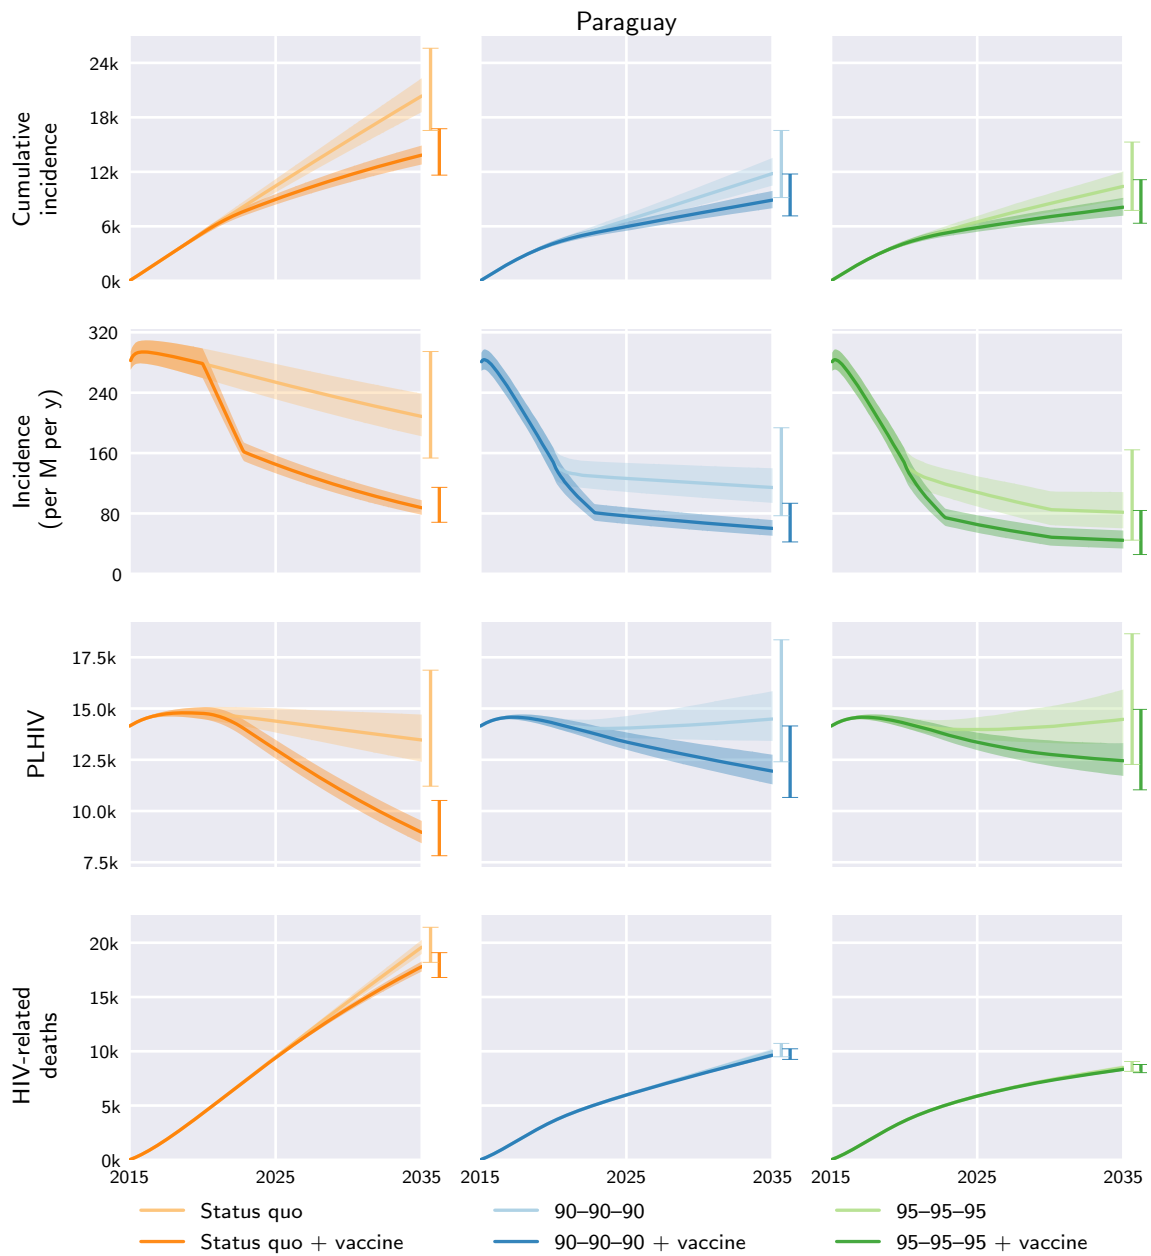 Paraguay
Cumulative
incidence
24k
18k
12k
6k
0k
Incidence
(per M per y)
320
240
160
80
0
PLHIV
17.5k
15.0k
12.5k
10.0k
7.5k
HIV-related
deaths
20k
15k
10k
5k
0k
2015 2025 2035 2015 2025 2035 2015 2025 2035
Status quo 90–90–90 95–95–95
Status quo + vaccine 90–90–90 + vaccine 95–95–95 + vaccine